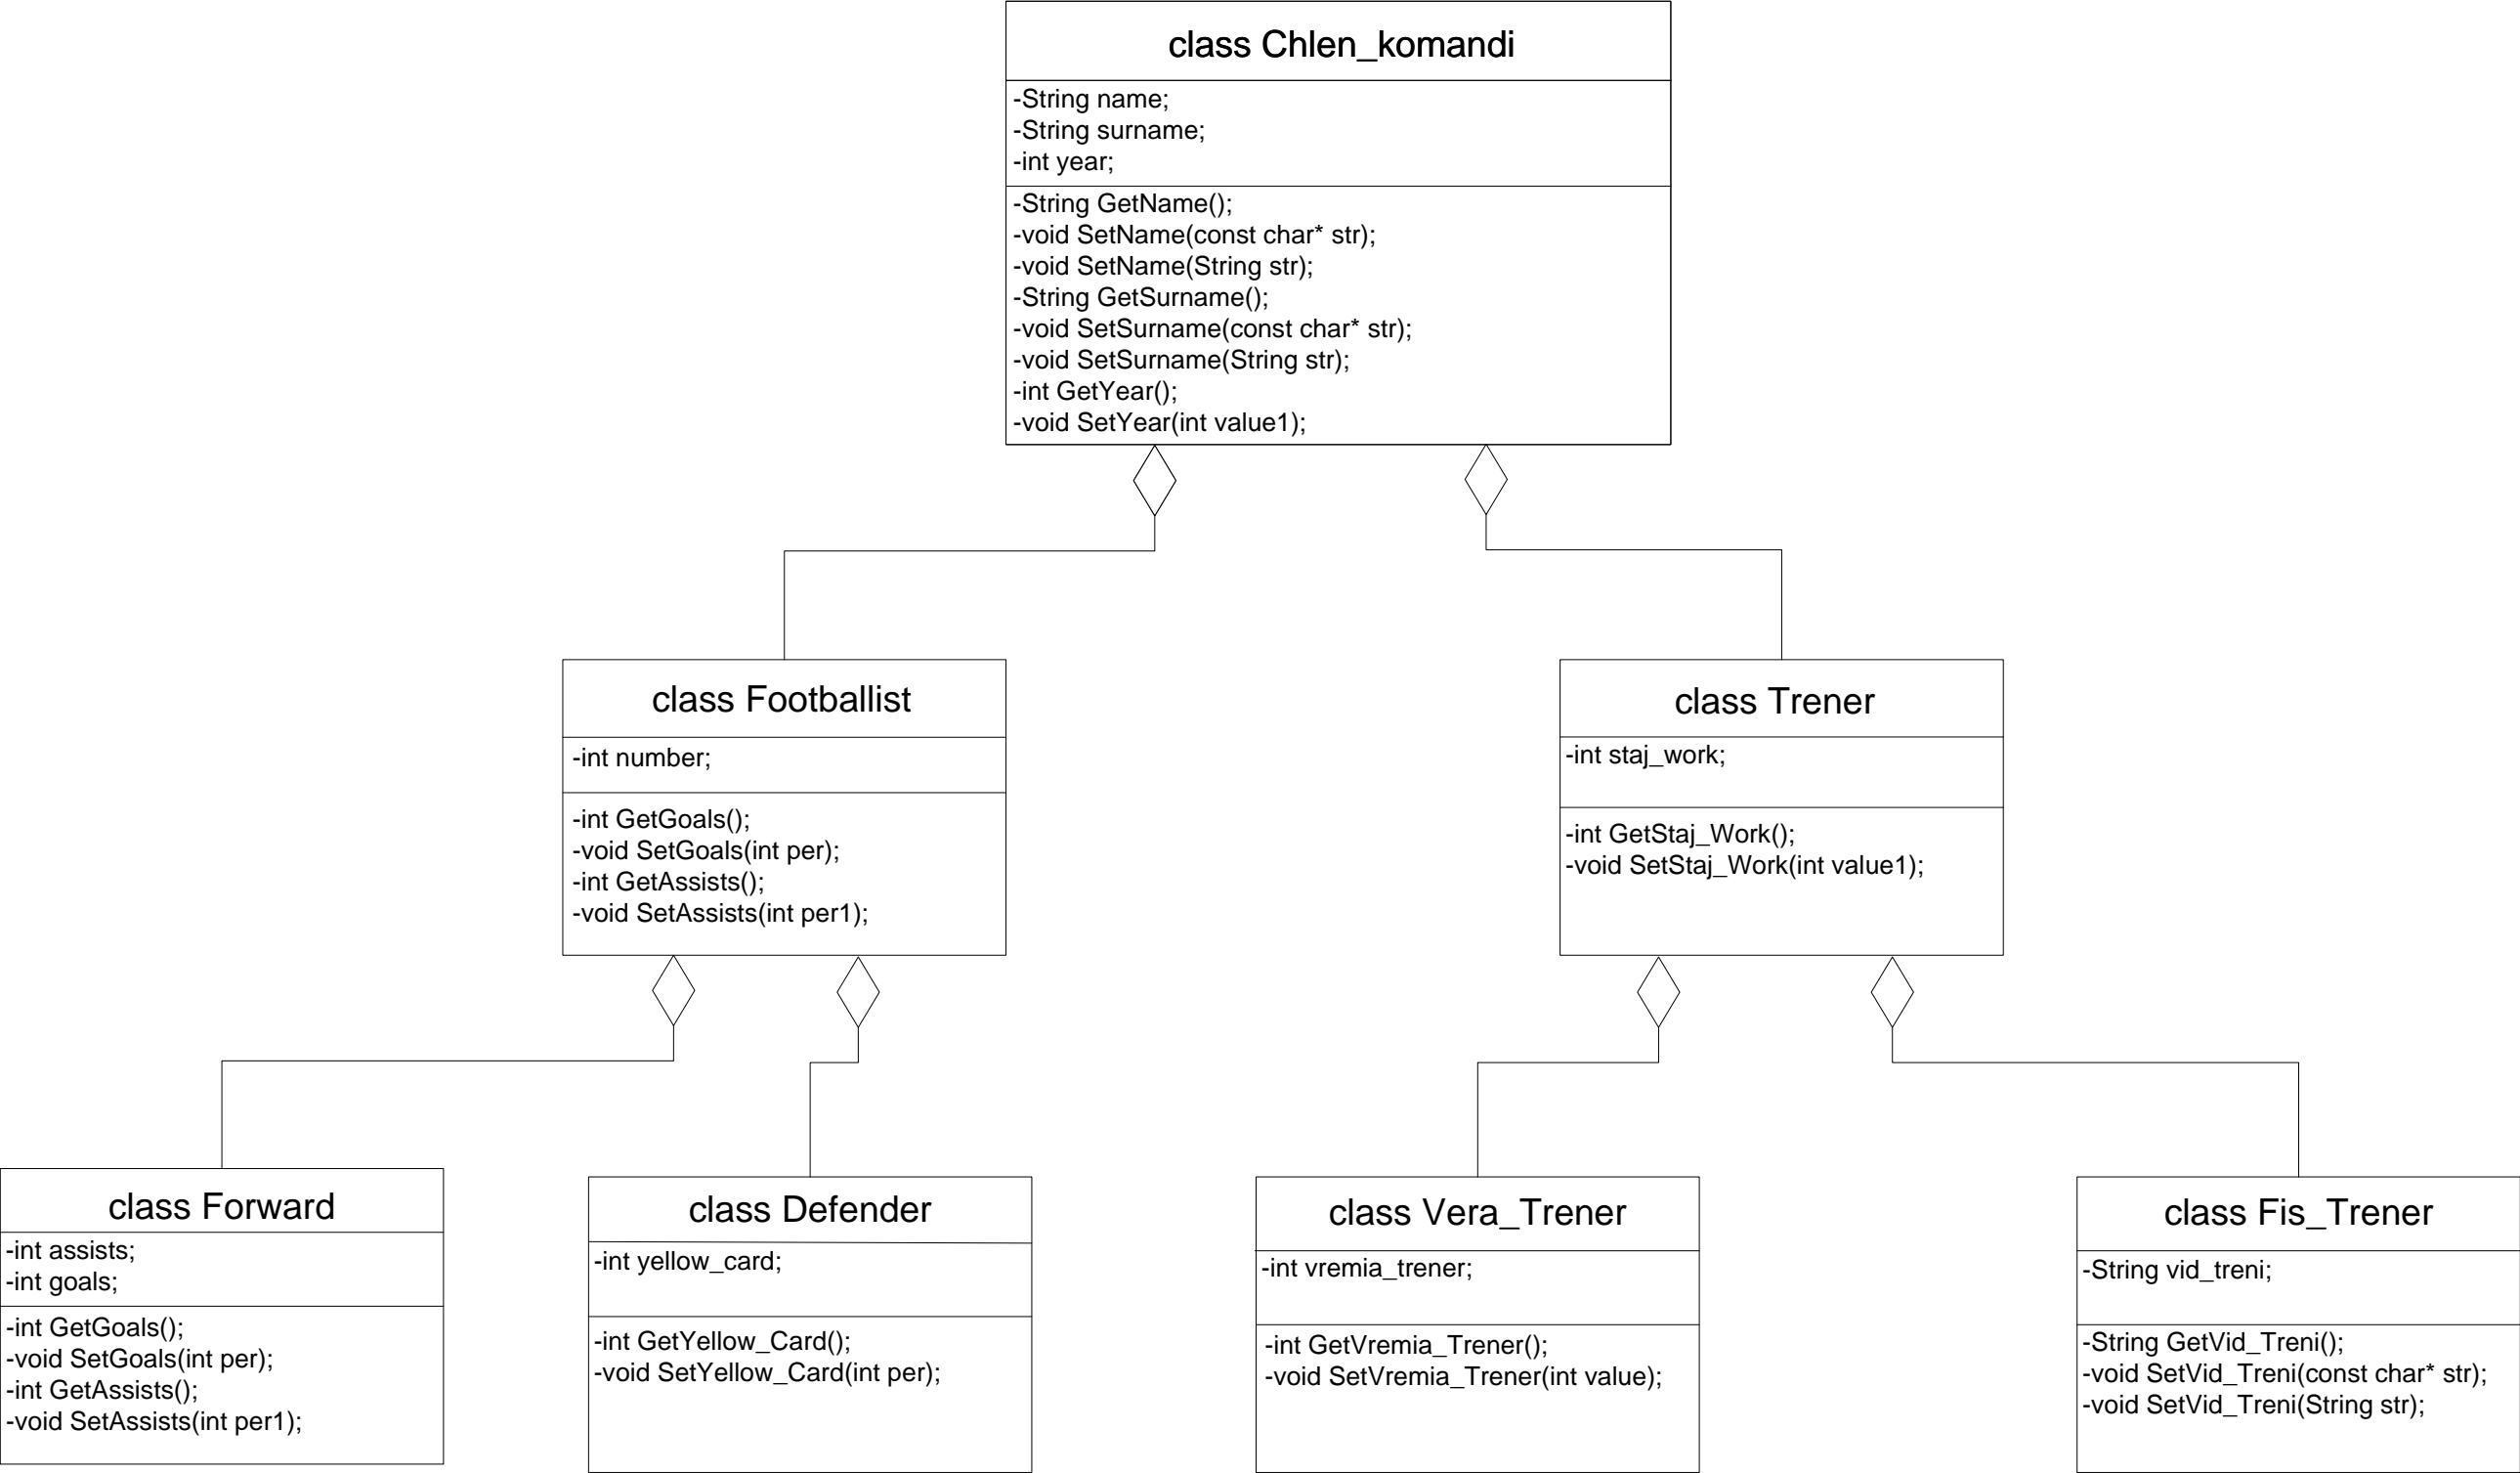 class Chlen_komandi
-String name;
-String surname;
-int year;
-String GetName();
-void SetName(const char* str);
-void SetName(String str);
-String GetSurname();
-void SetSurname(const char* str);
-void SetSurname(String str);
-int GetYear();
-void SetYear(int value1);
class Footballist
-int number;
-int GetGoals();
-void SetGoals(int per);
-int GetAssists();
-void SetAssists(int per1);
class Trener
-int staj_work;
-int GetStaj_Work();
-void SetStaj_Work(int value1);
class Forward
-int assists;
-int goals;
-int GetGoals();
-void SetGoals(int per);
-int GetAssists();
-void SetAssists(int per1);
class Defender
-int yellow_card;
-int GetYellow_Card();
-void SetYellow_Card(int per);
class Vera_Trener
-int vremia_trener;
-int GetVremia_Trener();
-void SetVremia_Trener(int value);
class Fis_Trener
-String vid_treni;
-String GetVid_Treni();
-void SetVid_Treni(const char* str);
-void SetVid_Treni(String str);